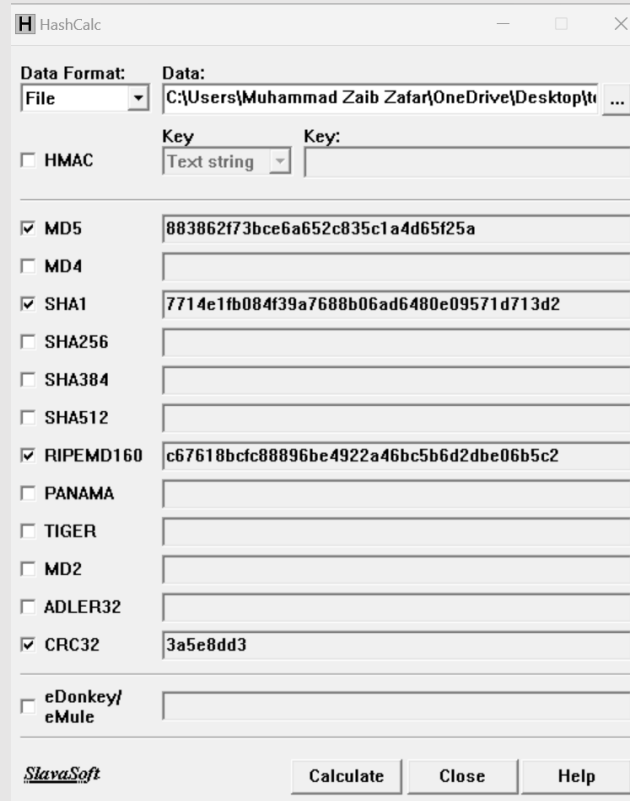 HashCalc
Data Format: Data:
File C:\Users\Muhammad Zaib Zafar\OneDrive\Desktop\t ...
Key Key:
HMAC Text string
MD5 883862f73bce6a652c835c1a4d65f25a
MD4
SHA1 7714e1fb084f39a7688b06ad6480e09571d713d2
SHA256
SHA384
SHA512
RIPEMD160 c67618bcfc88896be4922a46bc5b6d2dbe06b5c2
PANAMA
TIGER
MD2
ADLER32
CRC32 3a5e8dd3
eDonkey/
eMule
SlavaSoft Calculate Close Help